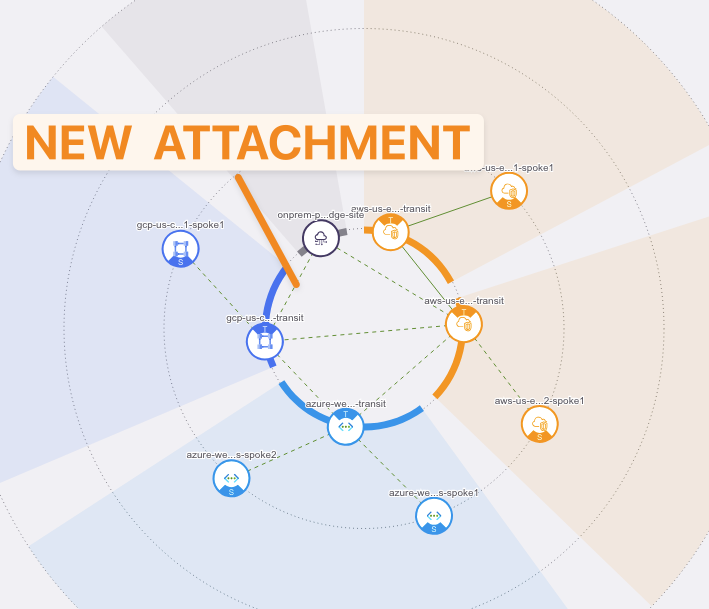 NEW ATTACHMENT
aws-us-e...1-spoke1
aws-us-e...-transit
onprem-p...dge-site
gcp-us-c...1-spoke1
S
T
S
aws-us-e...-transit
T
gcp-us-c...-transit
T
azure-we...-transit
T
aws-us-e...2-spoke1
S
azure-we...s-spoke2
S
azure-we...s-spoke1
S